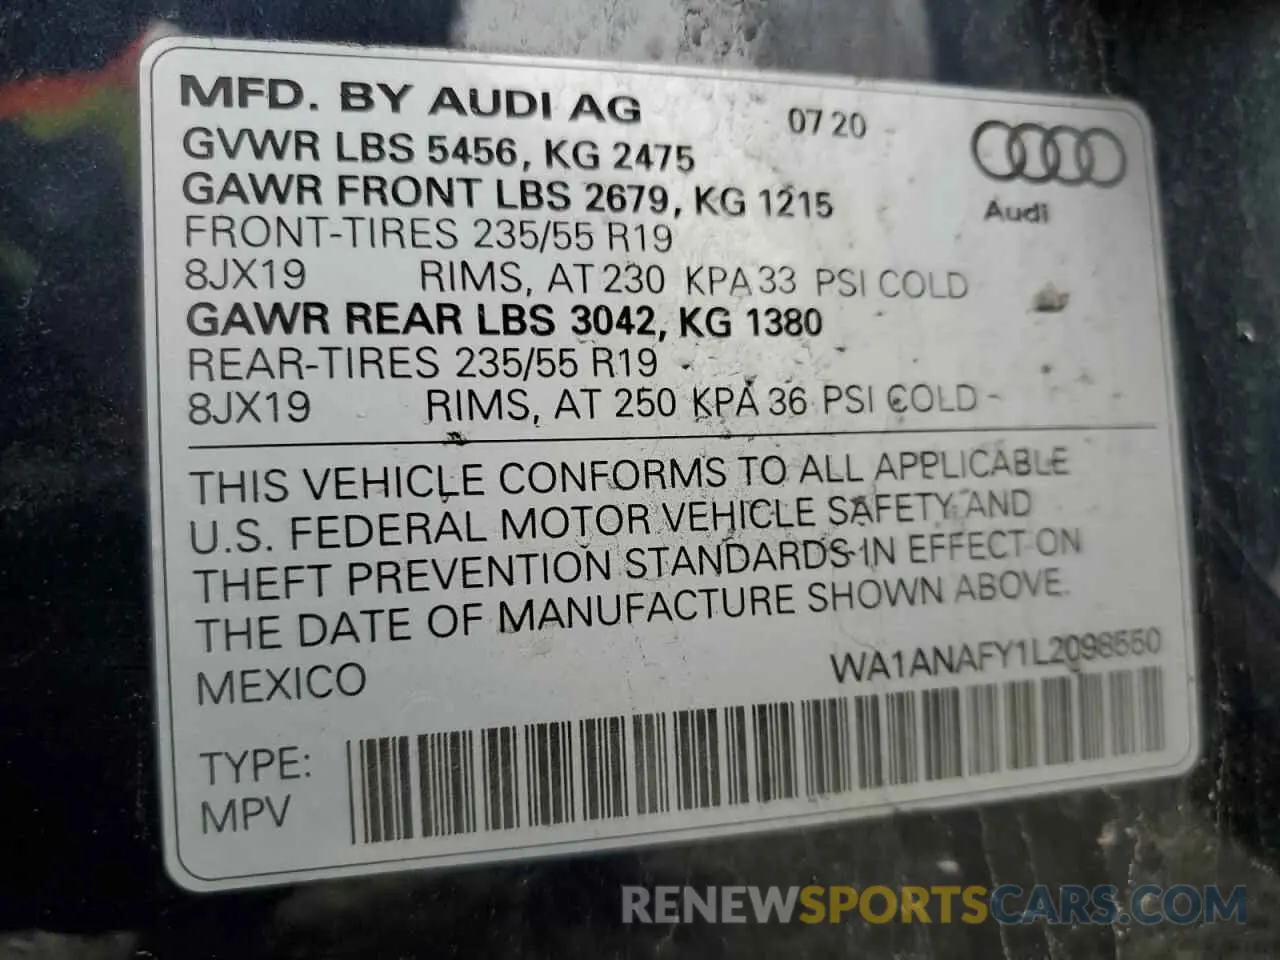 MFD. BY AUDI AG
07 20
GVWR LBS 5456, KG 2475
GAWR FRONT LBS 2679, KG 1215
Audi
FRONT-TIRES 235/55 R19
8JX19 RIMS, AT 230 KPA 33 PSI COLD
GAWR REAR LBS 3042, KG 1380
REAR-TIRES 235/55 R19
8JX19 RIMS, AT 250 KPA 36 PSI COLD
THIS VEHICLE CONFORMS TO ALL APPLICABLE
U.S. FEDERAL MOTOR VEHICLE SAFETY AND
THEFT PREVENTION STANDARDS IN EFFECT ON
THE DATE OF MANUFACTURE SHOWN ABOVE.
MEXICO
WA1ANAFY1L2098550
TYPE:
MPV
RENEWSPORTSCARS.COM